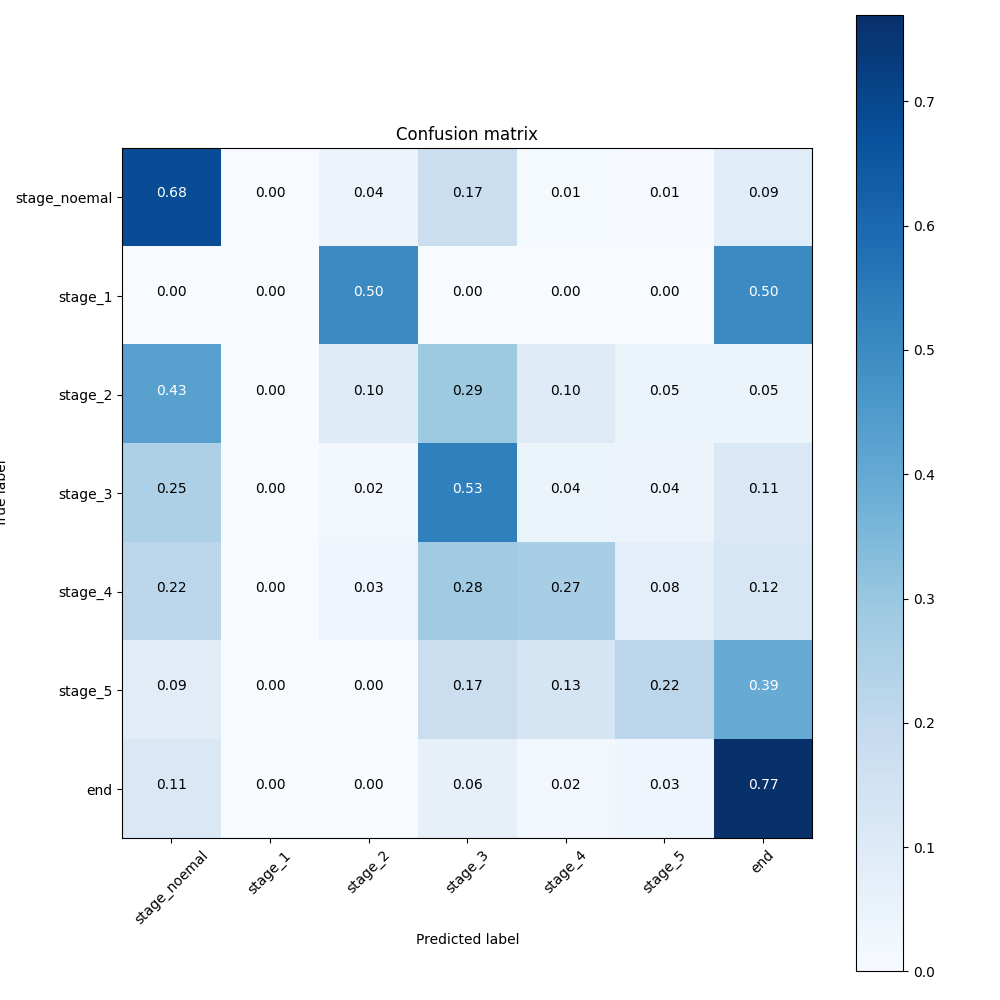 Confusion matrix
stage_noemal 0.68 0.00 0.04 0.17 0.01 0.01 0.09
stage_1 0.00 0.00 0.50 0.00 0.00 0.00 0.50
stage_2 0.43 0.00 0.10 0.29 0.10 0.05 0.05
stage_3 0.25 0.00 0.02 0.53 0.04 0.04 0.11
stage_4 0.22 0.00 0.03 0.28 0.27 0.08 0.12
stage_5 0.09 0.00 0.00 0.17 0.13 0.22 0.39
end 0.11 0.00 0.00 0.06 0.02 0.03 0.77
stage_noemal stage_1 stage_2 stage_3 stage_4 stage_5 end
Predicted label
label
0.7
0.6
0.5
0.4
0.3
0.2
0.1
0.0